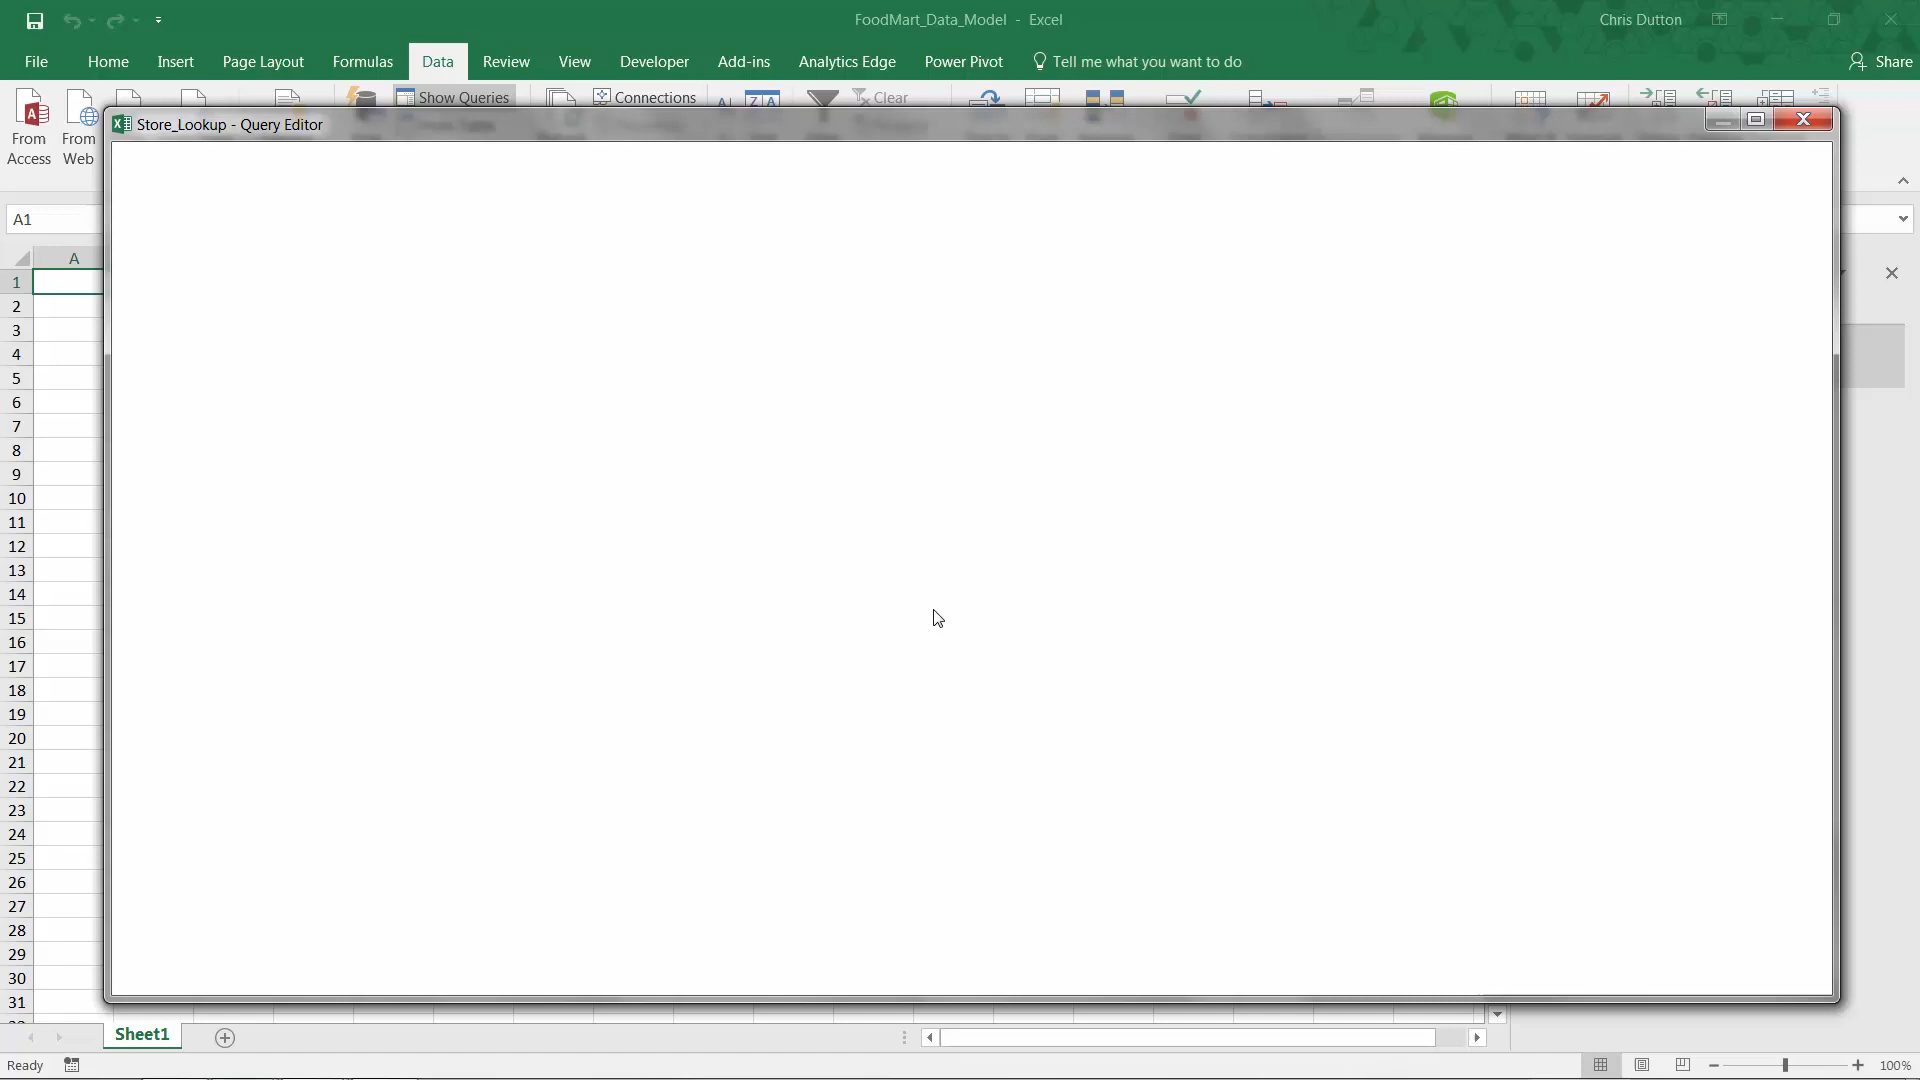 FoodMart_Data_Model - Excel
Chris Dutton
File Home Insert Page Layout Formulas Data Review View Developer Add-ins Analytics Edge Power Pivot Tell me what you want to do Share
Show Queries Connections Clear
From Access
From Web
Store_Lookup - Query Editor
A1
A
1
2
3
4
5
6
7
8
9
10
11
12
13
14
15
16
17
18
19
20
21
22
23
24
25
26
27
28
29
30
31
Sheet1
Ready 100%